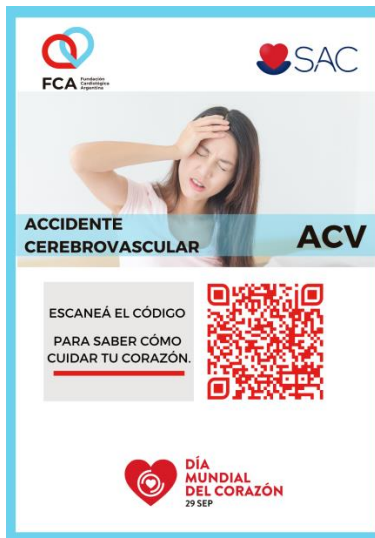 FCA Fundación Cardiológica Argentina
SAC
ACCIDENTE
CEREBROVASCULAR
ACV
ESCANEÁ EL CÓDIGO
PARA SABER CÓMO
CUIDAR TU CORAZÓN.
DÍA
MUNDIAL
DEL CORAZÓN
29 SEP